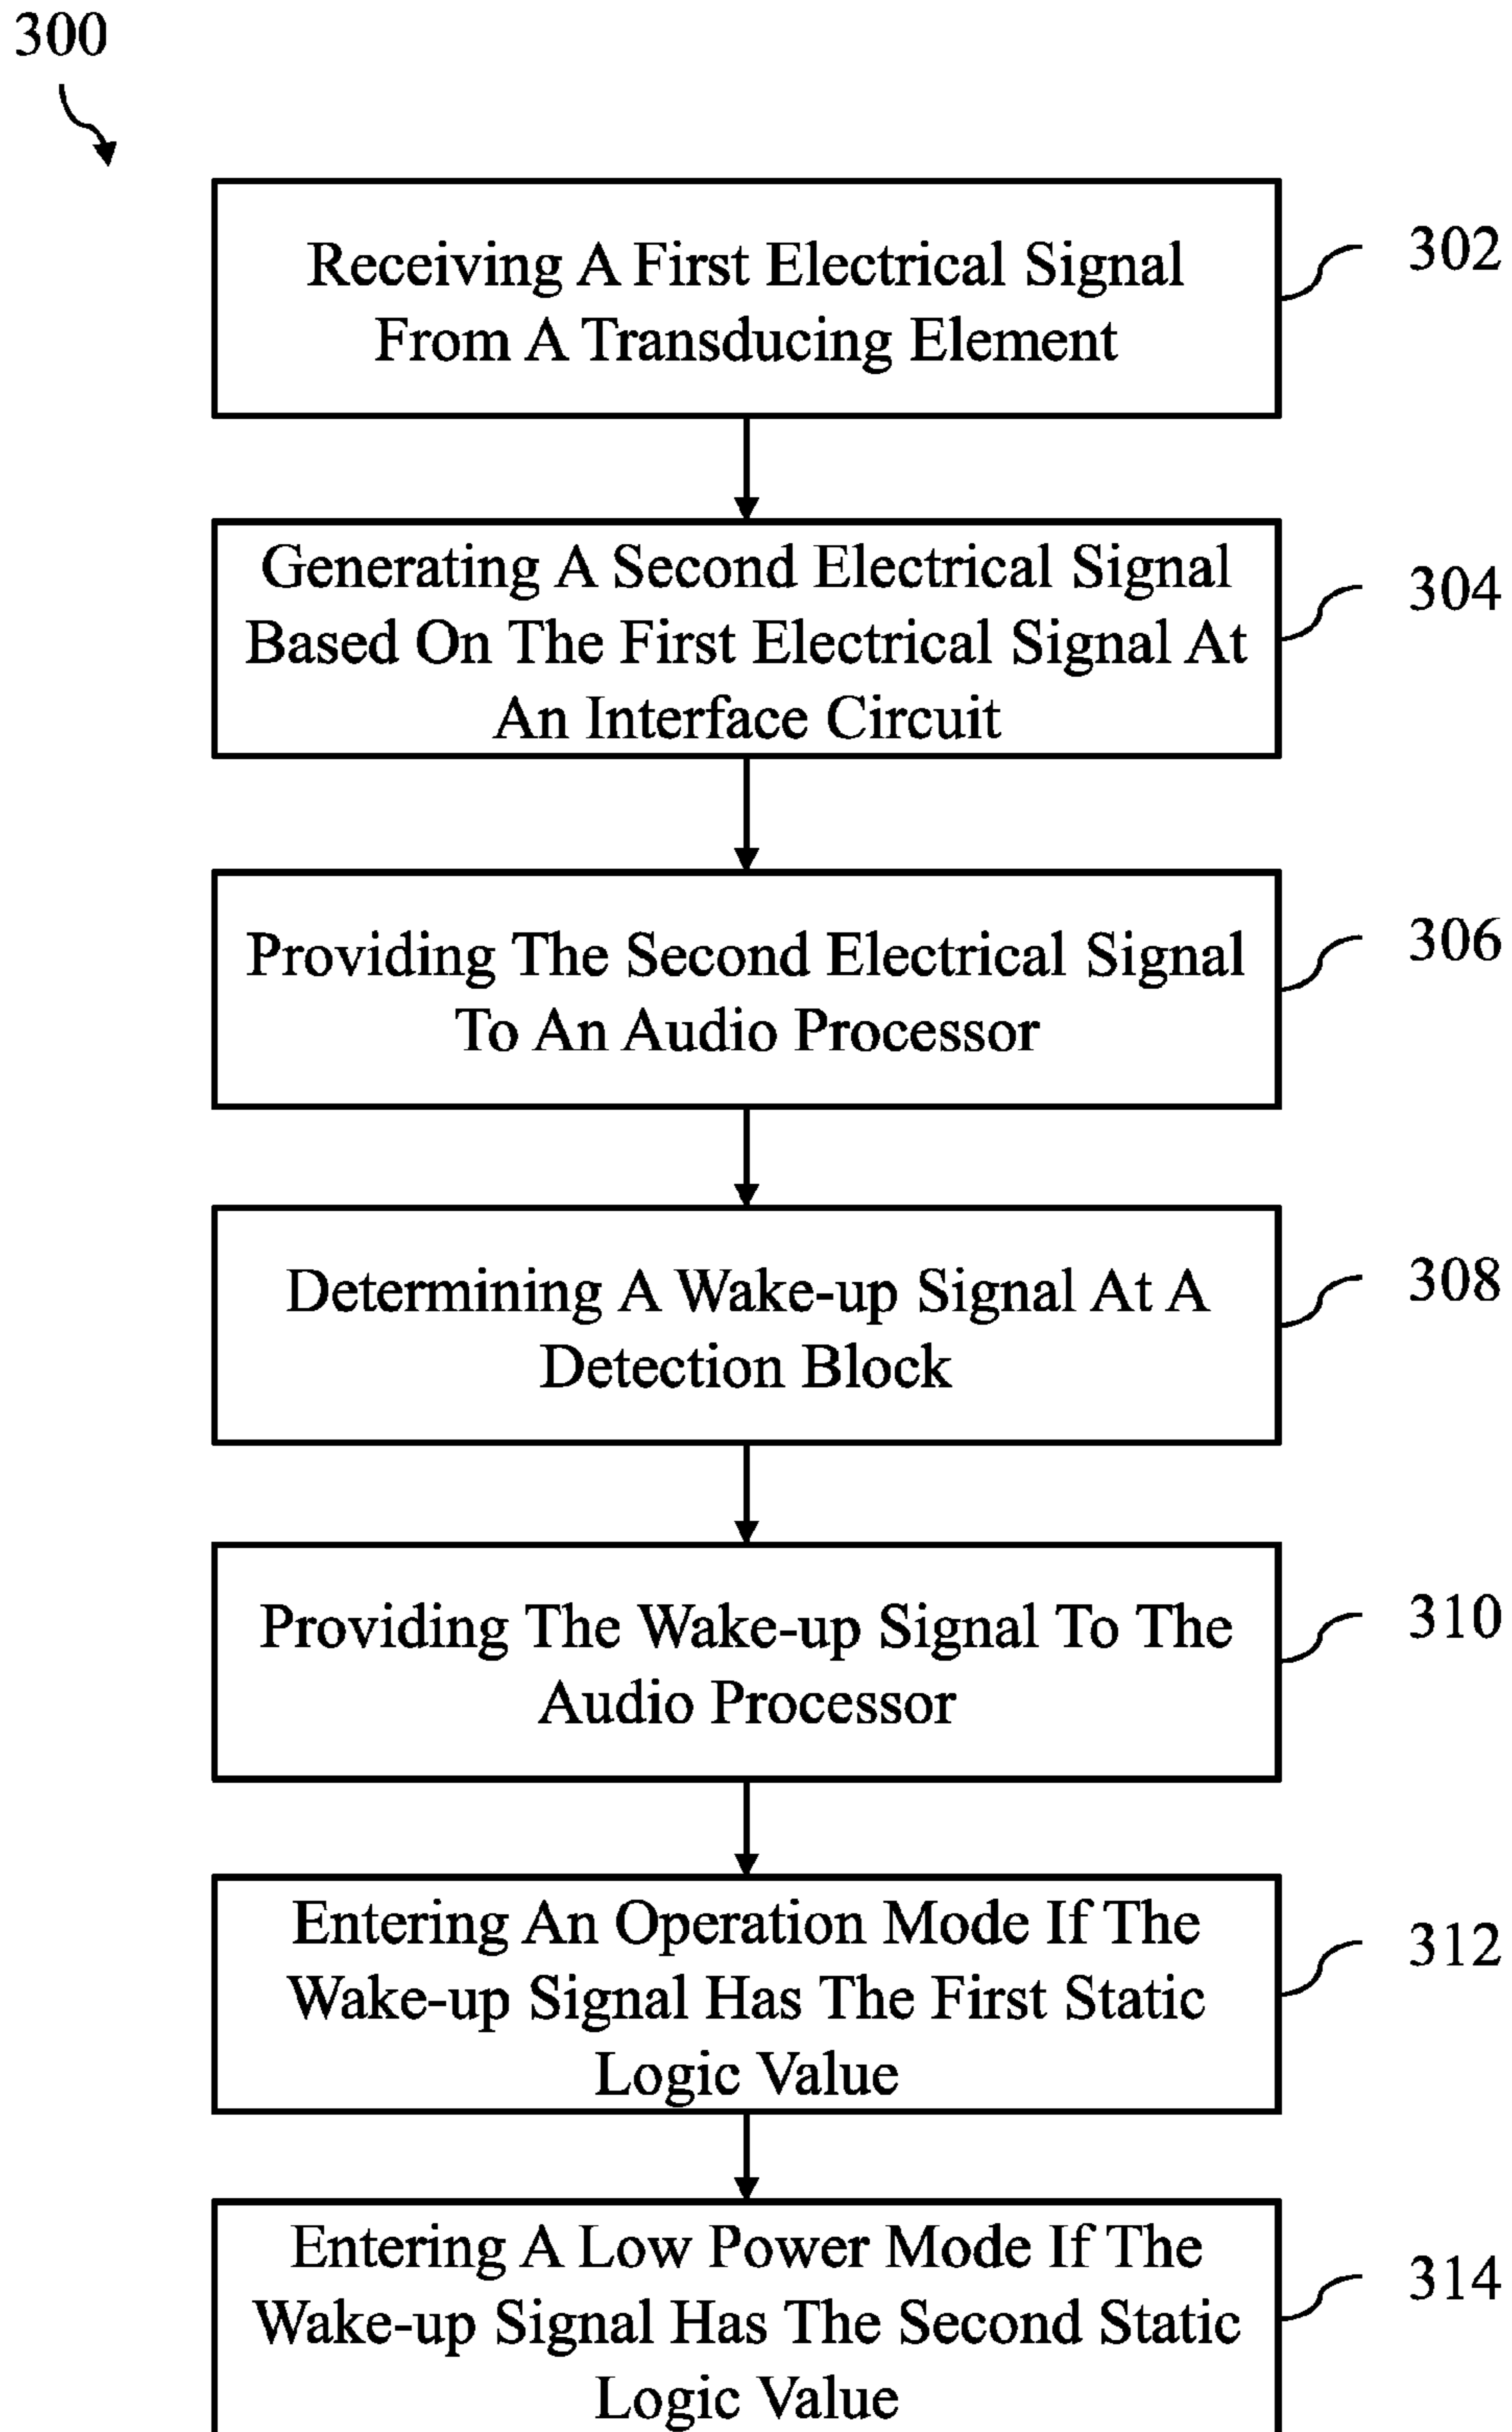 300
Receiving A First Electrical Signal
From A Transducing Element
302
Generating A Second Electrical Signal
Based On The First Electrical Signal At
An Interface Circuit
304
Providing The Second Electrical Signal
To An Audio Processor
306
Determining A Wake-up Signal At A
Detection Block
308
Providing The Wake-up Signal To The
Audio Processor
310
Entering An Operation Mode If The
Wake-up Signal Has The First Static
Logic Value
312
Entering A Low Power Mode If The
Wake-up Signal Has The Second Static
Logic Value
314